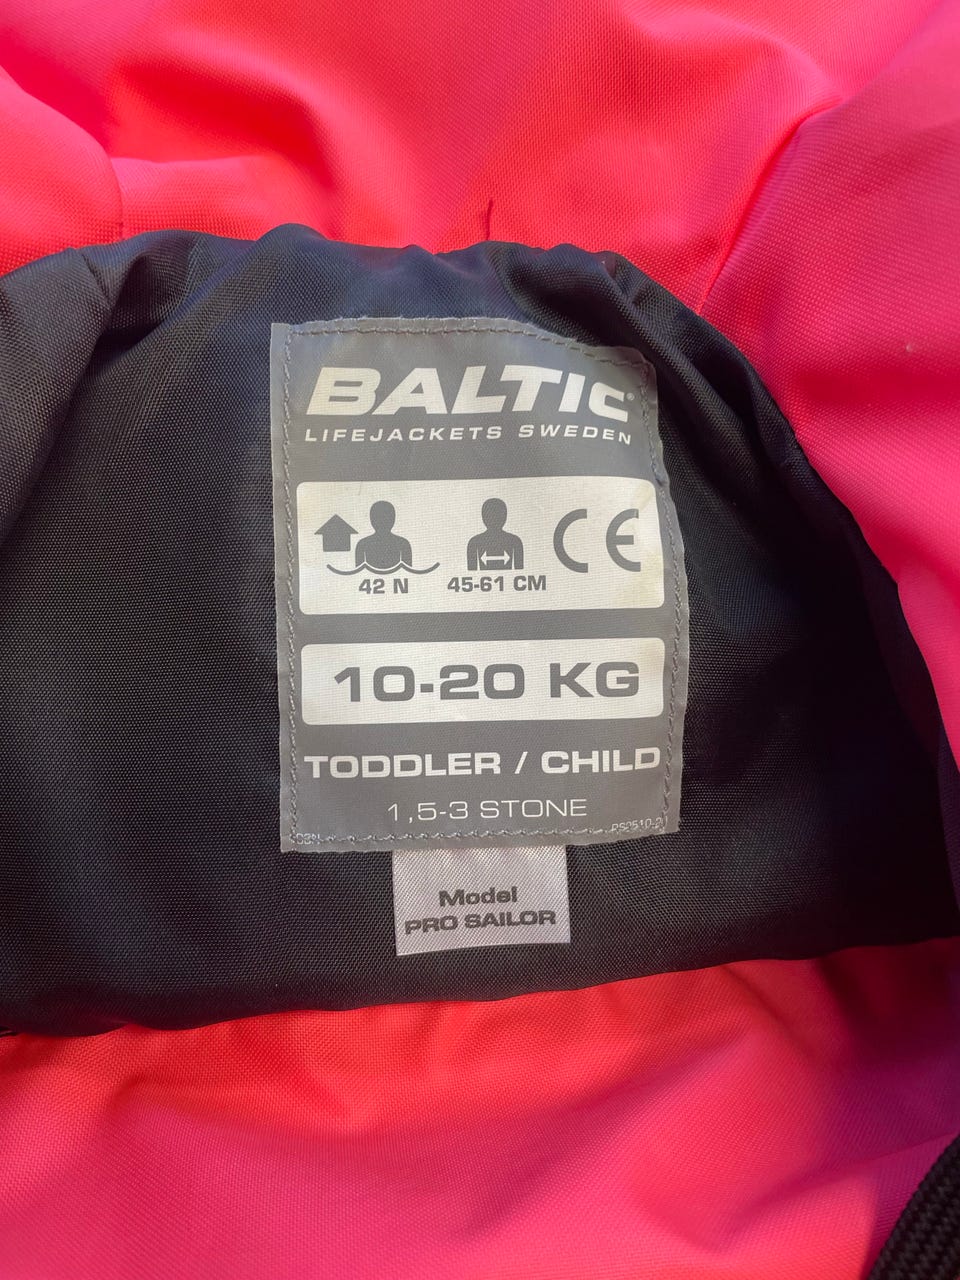 BALTIC®
LIFEJACKETS SWEDEN
42 N 45-61 CM CE
10-20 KG
TODDLER / CHILD
1,5-3 STONE
Model
PRO SAILOR